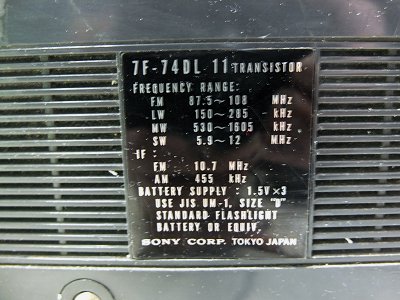 7F-74DL 11 TRANSISTOR
FREQUENCY RANGE:
FM 87.5~108 MHz
LW 150~285 kHz
MW 530~1605 kHz
SW 5.9~12 MHz
IF:
FM 10.7 MHz
AM 455 kHz
BATTERY SUPPLY : 1.5V×3
USE JIS UM-1, SIZE "D"
STANDARD FLASHLIGHT
BATTERY OR EQUIV.
SONY CORP. TOKYO JAPAN